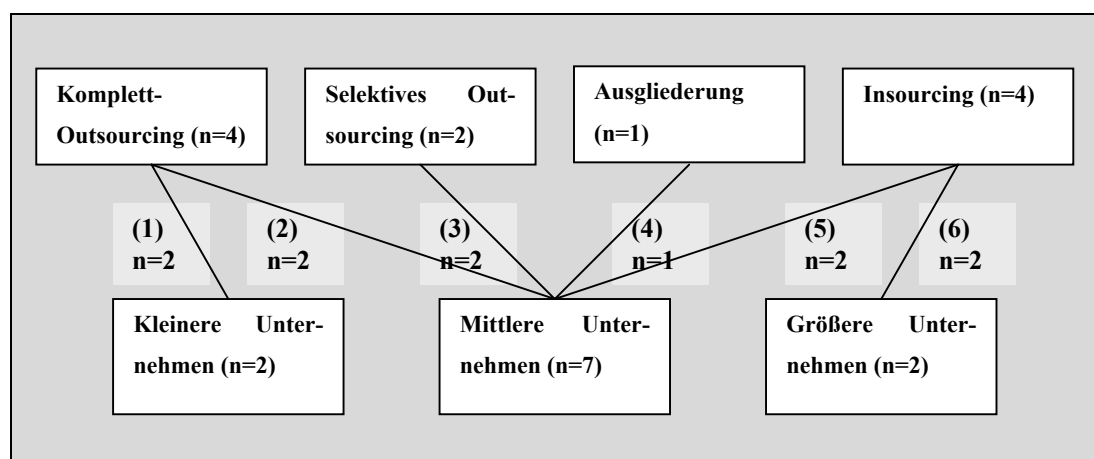 Komplett-
Outsourcing (n=4)
Selektives Out-
sourcing (n=2)
Ausgliederung
(n=1)
Insourcing (n=4)
(1)
n=2
(2)
n=2
(3)
n=2
(4)
n=1
(5)
n=2
(6)
n=2
Kleinere Unter-
nehmen (n=2)
Mittlere Unter-
nehmen (n=7)
Größere Unter-
nehmen (n=2)